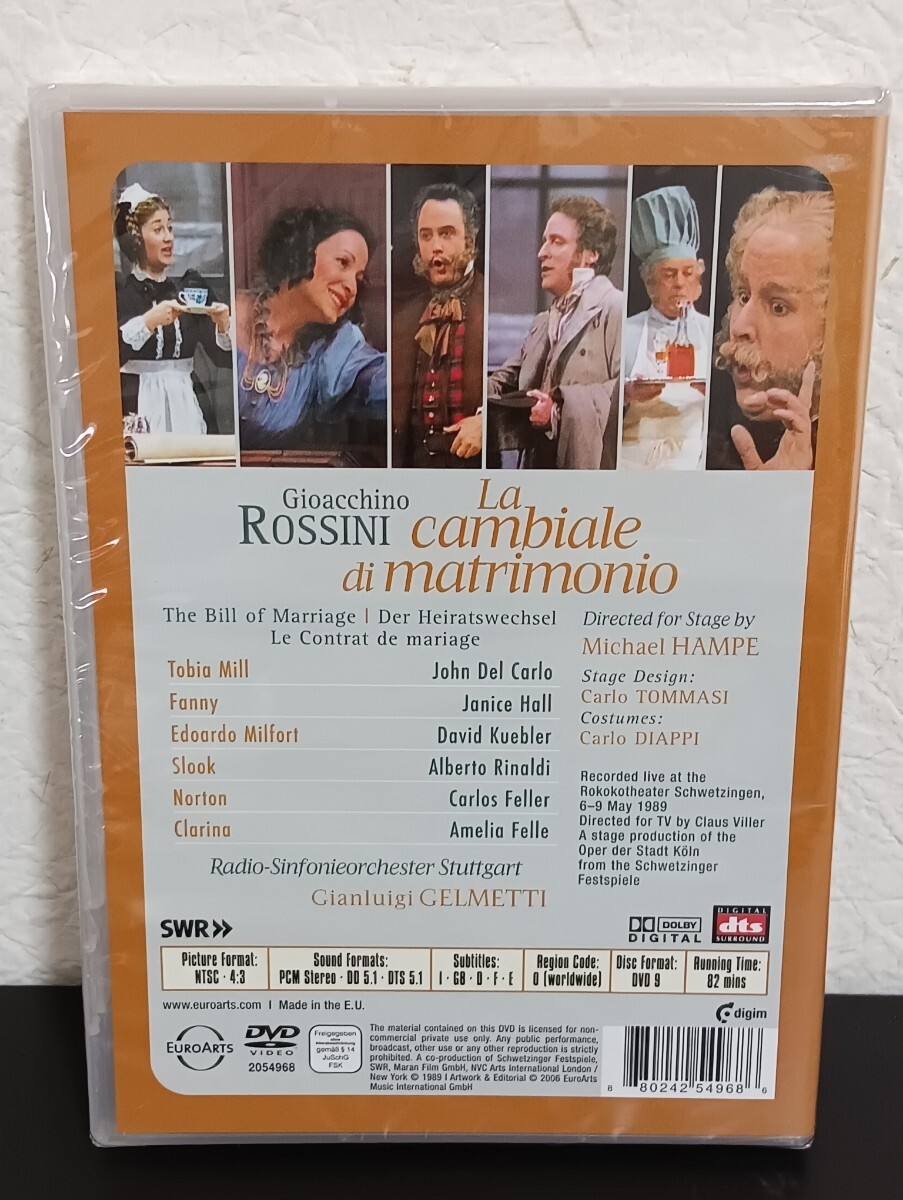 Gioacchino
ROSSINI
La
cambiale
di matrimonio
The Bill of Marriage | Der Heiratswechsel
Le Contrat de mariage
Tobia Mill John Del Carlo
Fanny Janice Hall
Edoardo Milfort David Kuebler
Slook Alberto Rinaldi
Norton Carlos Feller
Clarina Amelia Felle
Radio-Sinfonieorchester Stuttgart
Gianluigi GELMETTI
Directed for Stage by
Michael HAMPE
Stage Design:
Carlo TOMMASI
Costumes:
Carlo DIAPPI
Recorded live at the
Rokokotheater Schwetzingen,
6–9 May 1989
Directed for TV by Claus Viller
A stage production of the
Oper der Stadt Köln
from the Schwetzinger
Festspiele
SWR
DOLBY
DIGITAL
DIGITAL
dts
SURROUND
Picture Format:
NTSC · 4:3
Sound Formats:
PCM Stereo · DD 5.1 · DTS 5.1
Subtitles:
I · GB · D · F · E
Region Code:
0 (worldwide)
Disc Format:
DVD 9
Running Time:
82 mins
www.euroarts.com | Made in the E.U.
digim
EUROARTS
DVD
VIDEO
2054968
Freigegeben
ohne
Altersbeschränkung
gemäß § 14
JuSchG
FSK
The material contained on this DVD is licensed for non-
commercial private use only. Any public performance,
broadcast, other use or any other reproduction is strictly
prohibited. A co-production of Schwetzinger Festspiele,
SWR, Maran Film GmbH, NVC Arts International London /
New York © 1989 | Artwork & Editorial © 2006 EuroArts
Music International GmbH
8 80242 54968 6